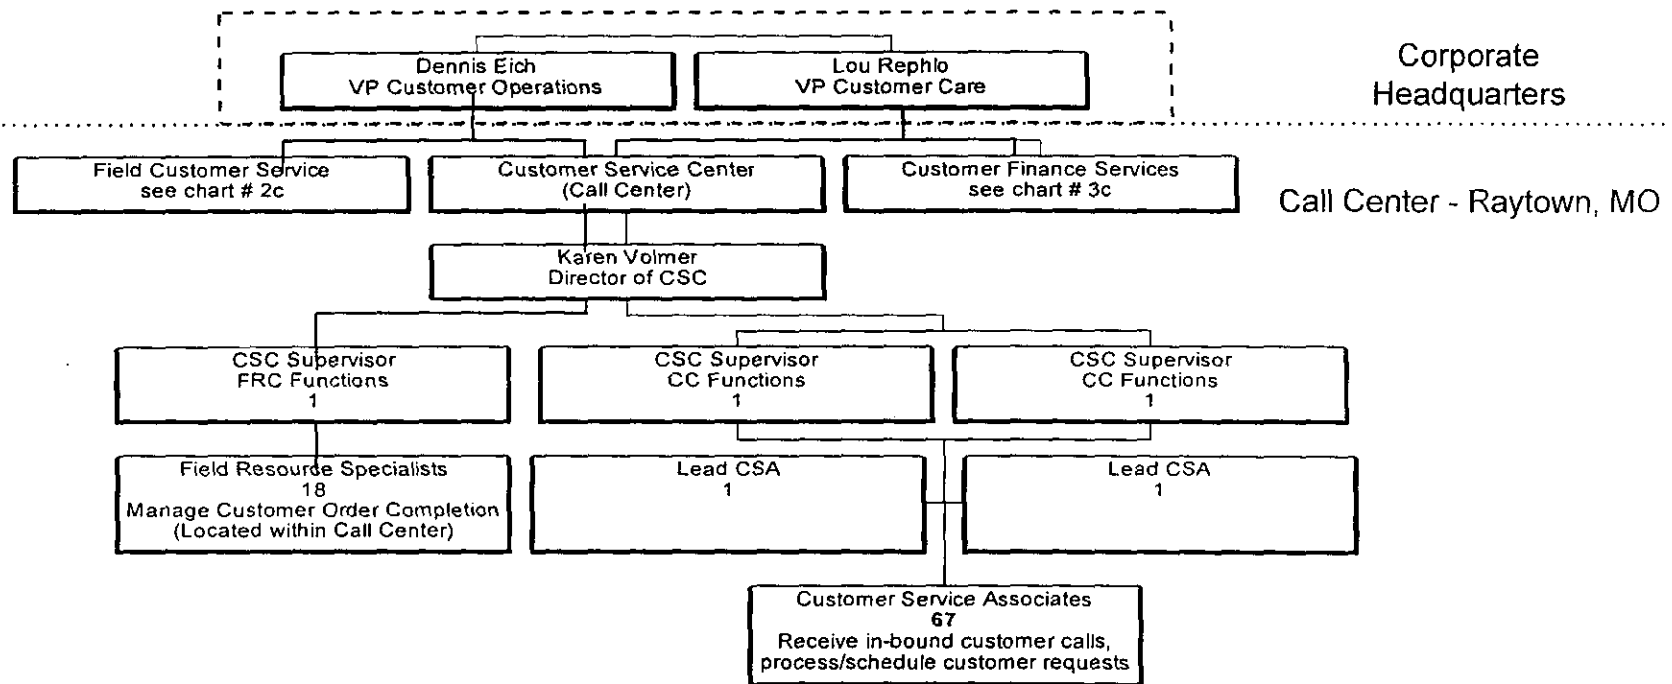 Dennis Eich
VP Customer Operations
Lou Rephlo
VP Customer Care
Corporate
Headquarters
Field Customer Service
see chart # 2c
Customer Service Center
(Call Center)
Customer Finance Services
see chart # 3c
Call Center - Raytown, MO
Karen Volmer
Director of CSC
CSC Supervisor
FRC Functions
1
CSC Supervisor
CC Functions
1
CSC Supervisor
CC Functions
1
Field Resource Specialists
18
Manage Customer Order Completion
(Located within Call Center)
Lead CSA
1
Lead CSA
1
Customer Service Associates
67
Receive in-bound customer calls,
process/schedule customer requests